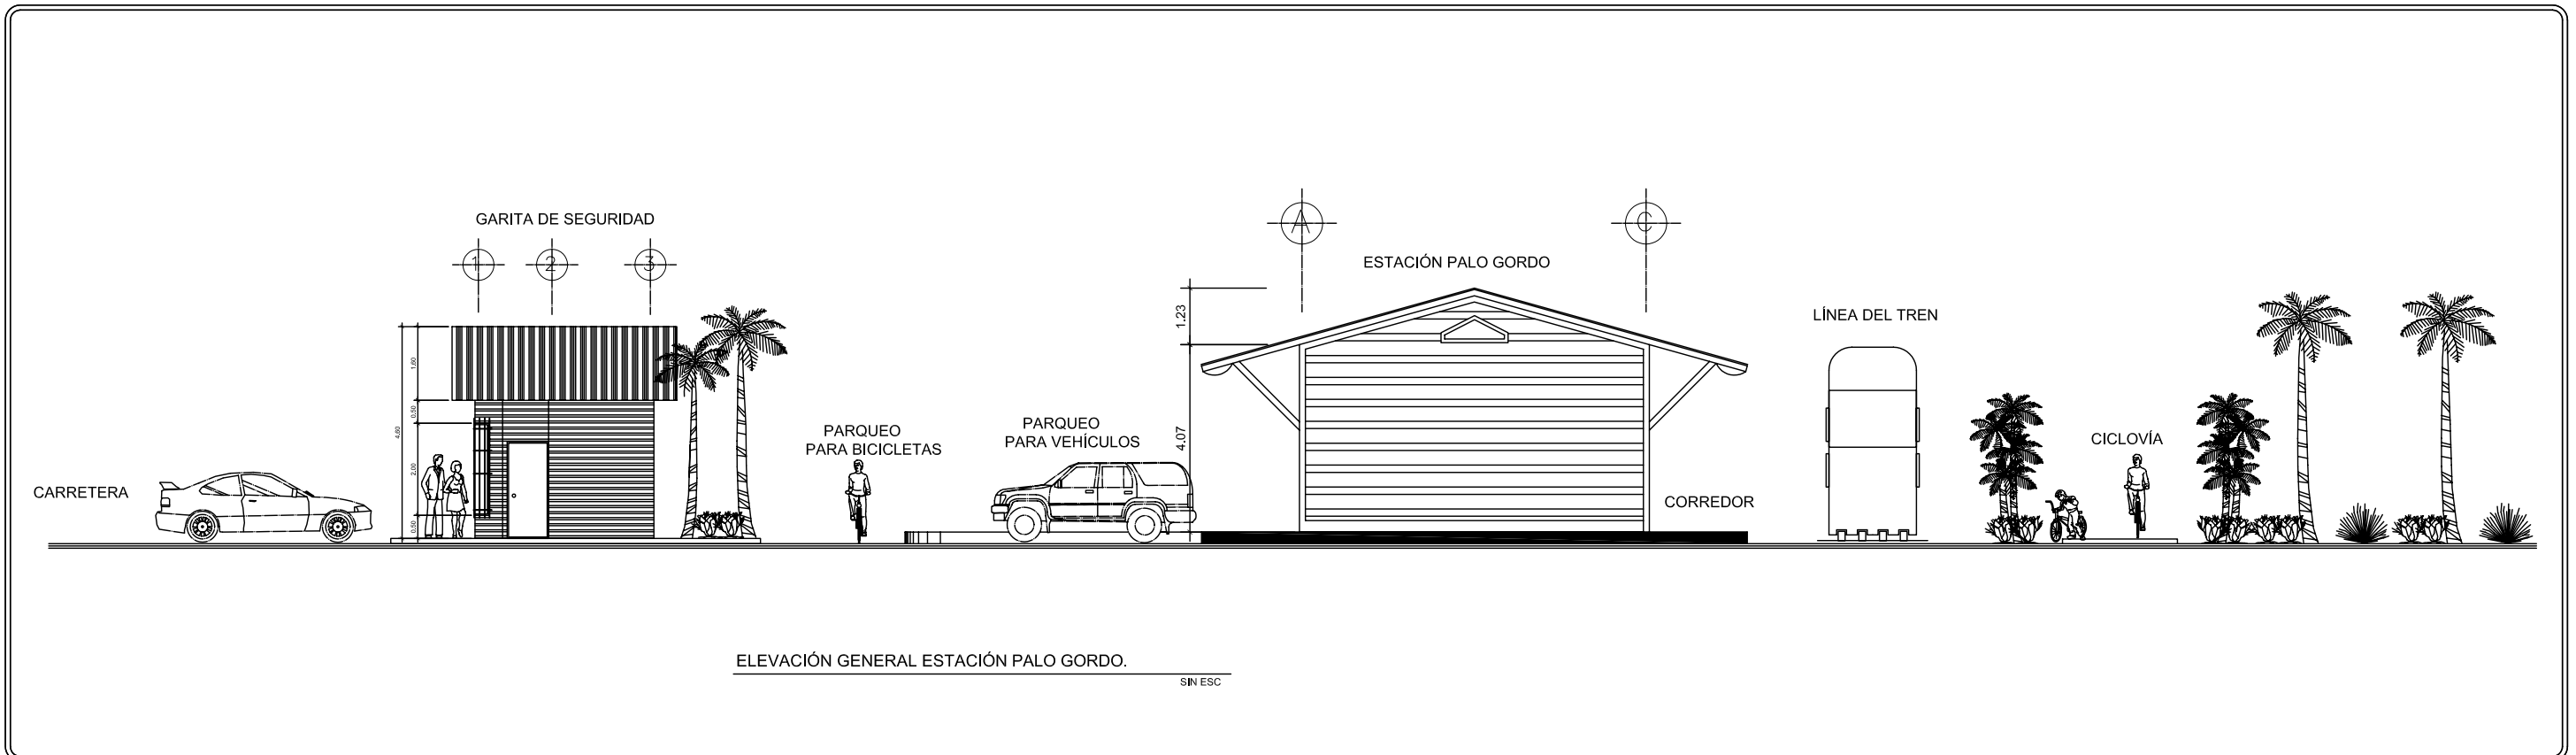 GARITA DE SEGURIDAD
1
2
3
A
C
ESTACIÓN PALO GORDO
LÍNEA DEL TREN
1.23
4.07
4,60
1,60
0,50
2,00
0,50
PARQUEO
PARA BICICLETAS
PARQUEO
PARA VEHÍCULOS
CICLOVÍA
CARRETERA
CORREDOR
ELEVACIÓN GENERAL ESTACIÓN PALO GORDO.
SIN ESC